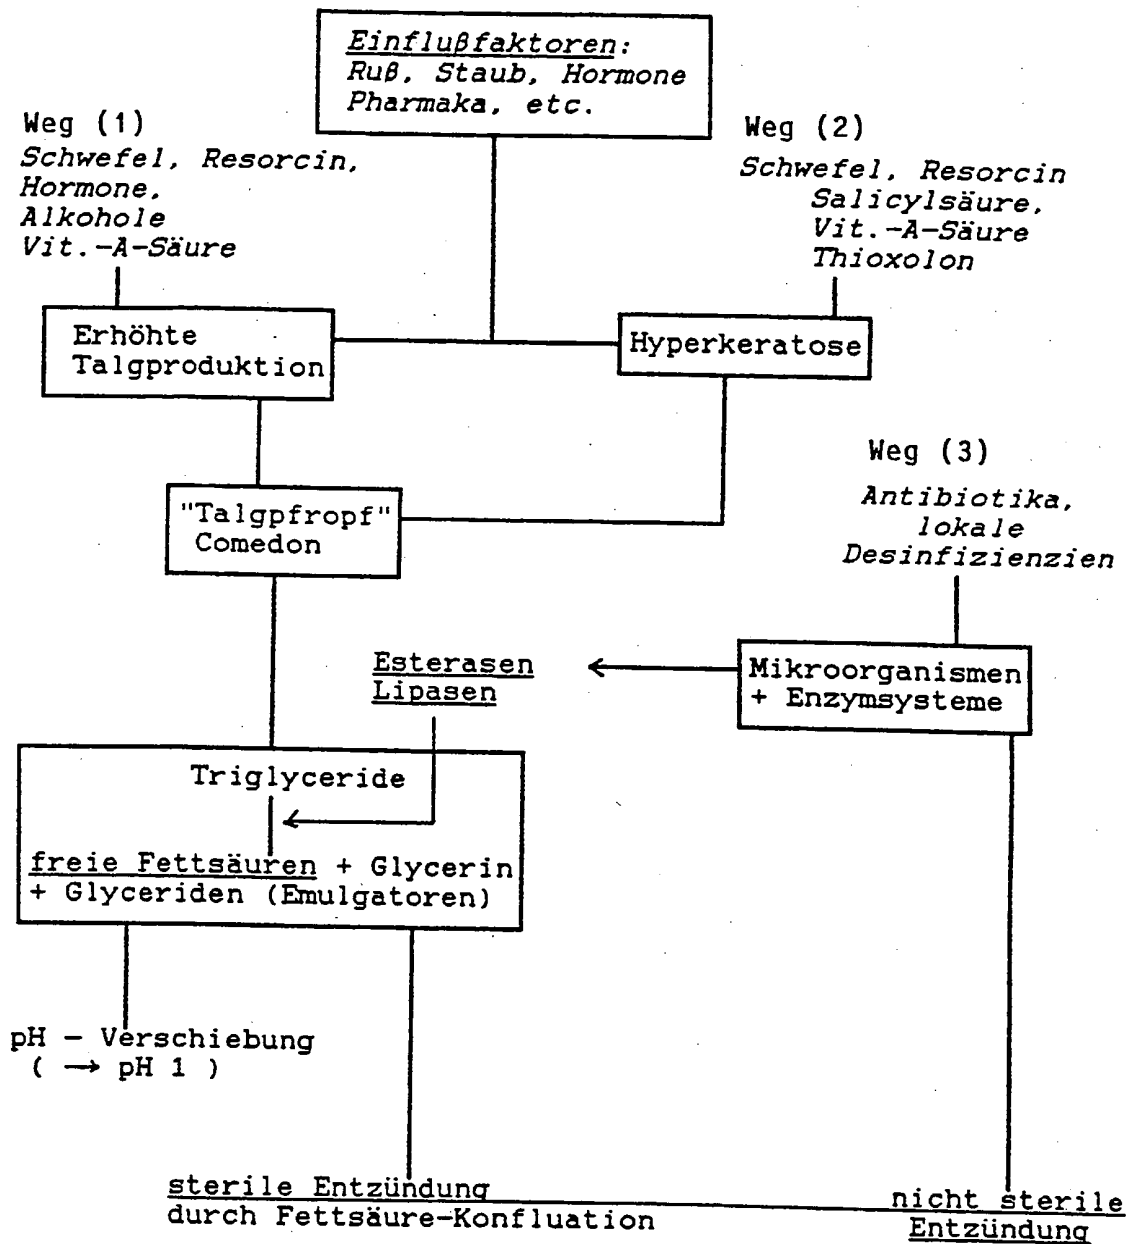 Einflußfaktoren:
Ruß, Staub, Hormone
Pharmaka, etc.
Weg (1)
Schwefel, Resorcin,
Hormone,
Alkohole
Vit.-A-Säure
Weg (2)
Schwefel, Resorcin
Salicylsäure,
Vit.-A-Säure
Thioxolon
Erhöhte
Talgproduktion
Hyperkeratose
Weg (3)
Antibiotika,
lokale
Desinfizienzien
"Talgpfropf"
Comedon
Esterasen
Lipasen
Mikroorganismen
+ Enzymsysteme
Triglyceride
freie Fettsäuren + Glycerin
+ Glyceriden (Emulgatoren)
pH - Verschiebung
( → pH 1 )
sterile Entzündung
durch Fettsäure-Konfluation
nicht sterile
Entzündung